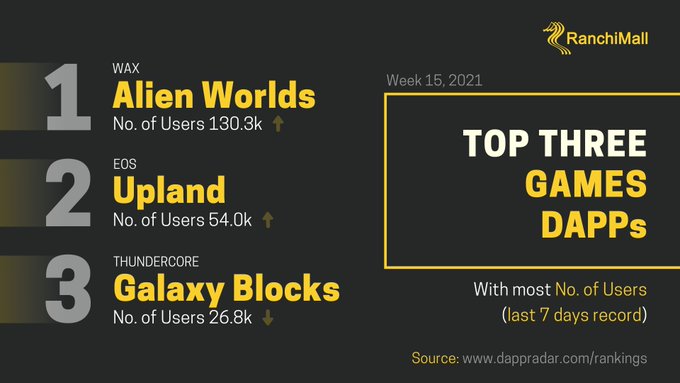 RanchiMall
1
WAX
Alien Worlds
No. of Users 130.3k
2
EOS
Upland
No. of Users 54.0k
3
THUNDERCORE
Galaxy Blocks
No. of Users 26.8k
Week 15, 2021
TOP THREE
GAMES
DAPPs
With most No. of Users
(last 7 days record)
Source: www.dappradar.com/rankings